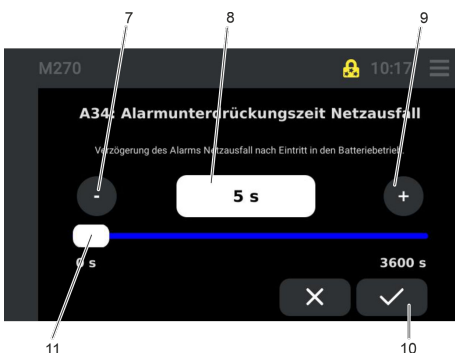 7 8 9
M270 10:17
A34: Alarmunterdrückungszeit Netzausfall
Verzögerung des Alarms Netzausfall nach Eintritt in den Batteriebetrieb.
- 5 s +
0 s 3600 s
11 10